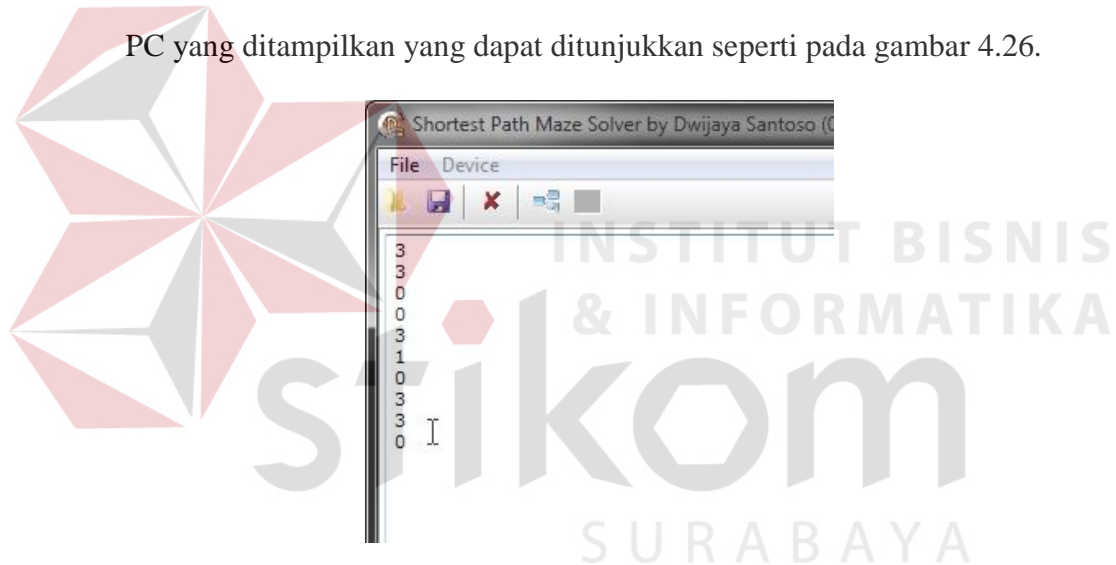 PC yang ditampilkan yang dapat ditunjukkan seperti pada gambar 4.26.
Shortest Path Maze Solver by Dwijaya Santoso (
File Device
3
3
0
0
3
1
0
3
3
0
INSTITUT BISNIS
& INFORMATIKA
stikom
SURABAYA